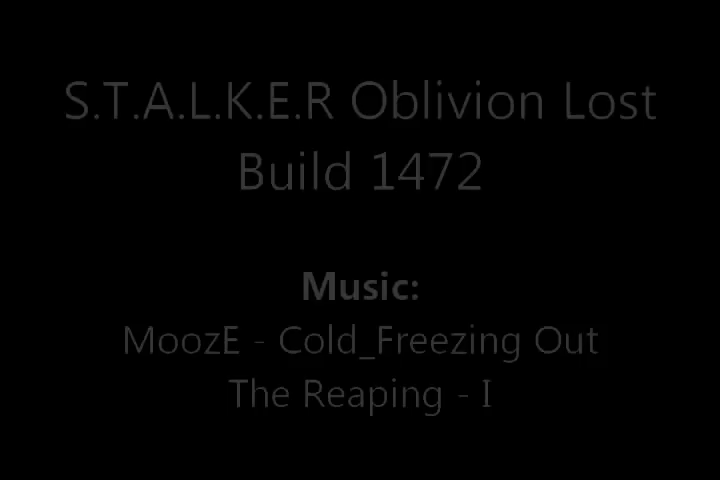 S.T.A.L.K.E.R Oblivion Lost
Build 1472
Music:
MoozE - Cold_Freezing Out
The Reaping - I